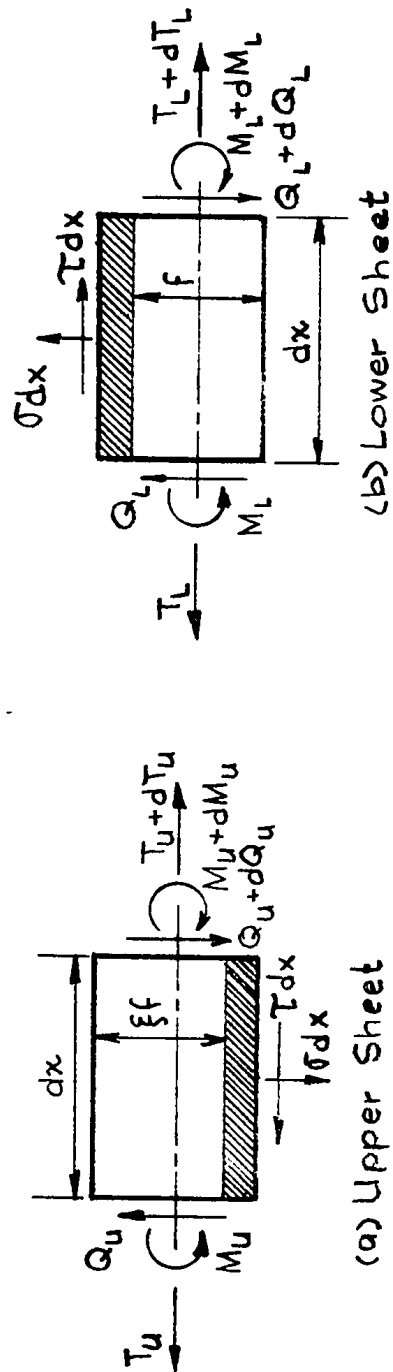 dx
ξf
Q_U
M_U
T_U
T_U+dT_U
M_U+dM_U
Q_U+dQ_U
τdx
σdx
(a) Upper Sheet
σdx
τdx
f
Q_L
M_L
T_L
T_L+dT_L
M_L+dM_L
Q_L+dQ_L
dx
(b) Lower Sheet